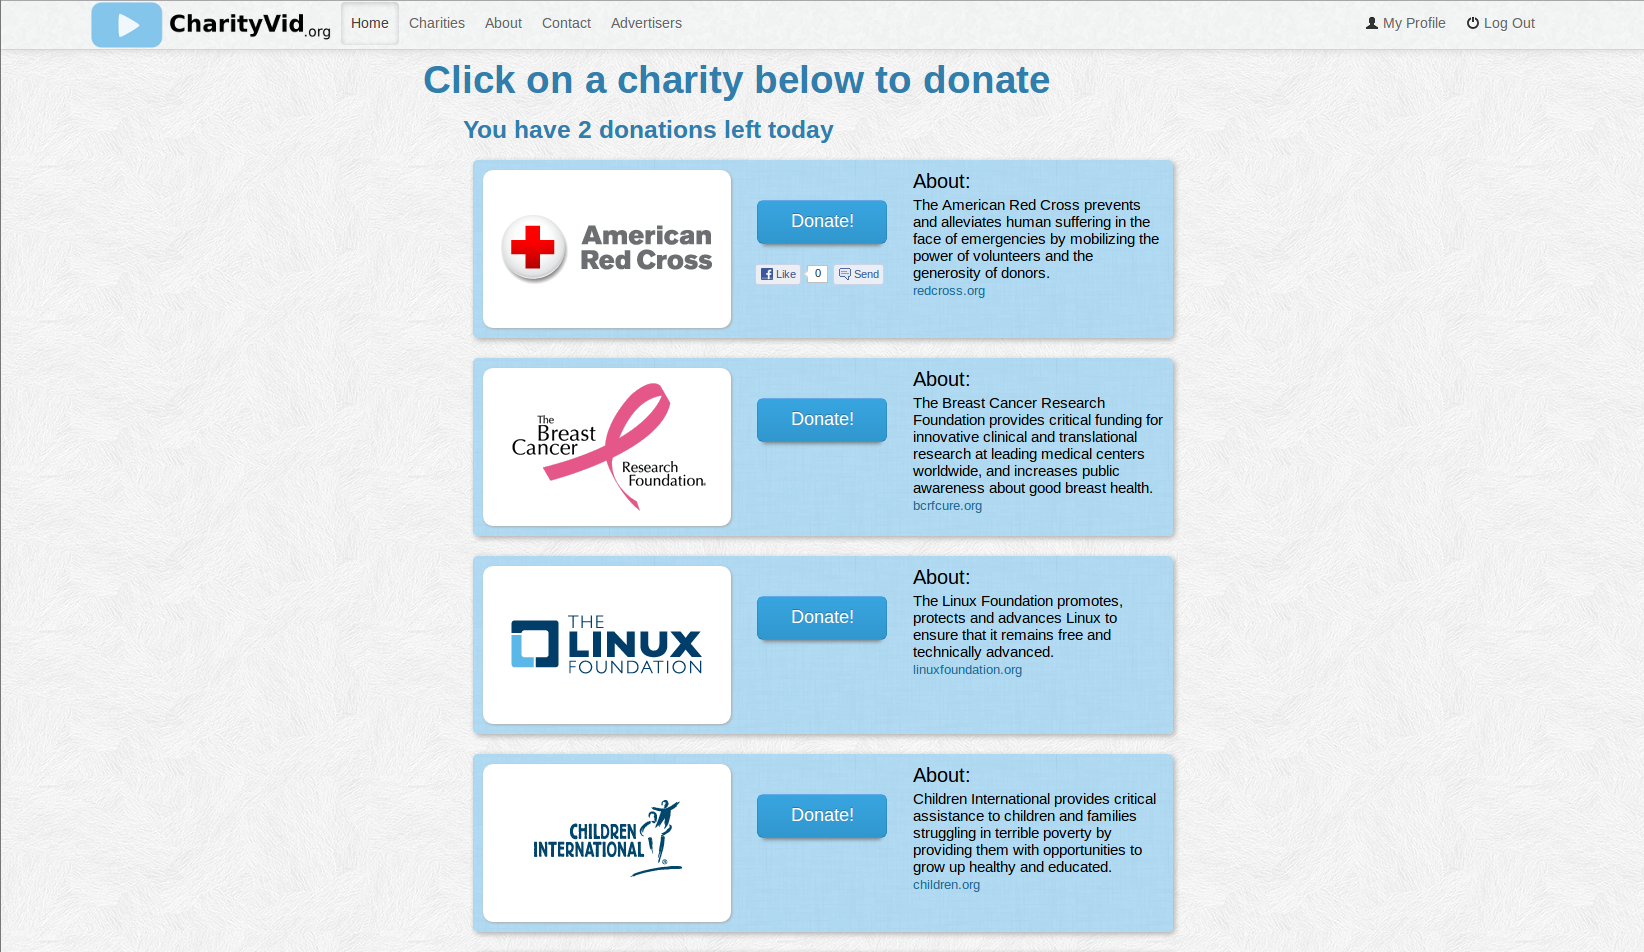 CharityVid.org Home Charities About Contact Advertisers My Profile Log Out
Click on a charity below to donate
You have 2 donations left today
American
Red Cross
Donate!
Like 0 Send
About:
The American Red Cross prevents
and alleviates human suffering in the
face of emergencies by mobilizing the
power of volunteers and the
generosity of donors.
redcross.org
The
Breast
Cancer
Research
Foundation®
Donate!
About:
The Breast Cancer Research
Foundation provides critical funding for
innovative clinical and translational
research at leading medical centers
worldwide, and increases public
awareness about good breast health.
bcrfcure.org
THE
LINUX
FOUNDATION
Donate!
About:
The Linux Foundation promotes,
protects and advances Linux to
ensure that it remains free and
technically advanced.
linuxfoundation.org
CHILDREN
INTERNATIONAL®
Donate!
About:
Children International provides critical
assistance to children and families
struggling in terrible poverty by
providing them with opportunities to
grow up healthy and educated.
children.org